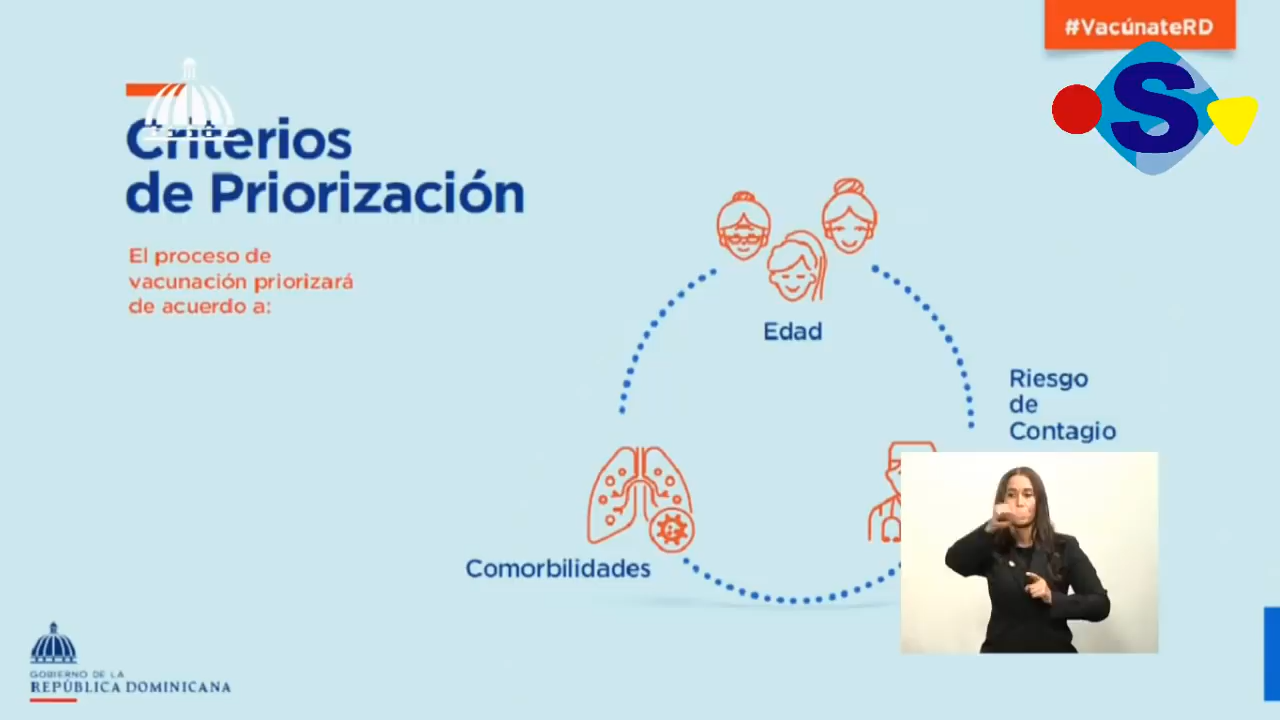 #VacúnateRD
S
Criterios
de Priorización
El proceso de
vacunación priorizará
de acuerdo a:
Edad
Riesgo
de
Contagio
Comorbilidades
GOBIERNO DE LA
REPÚBLICA DOMINICANA